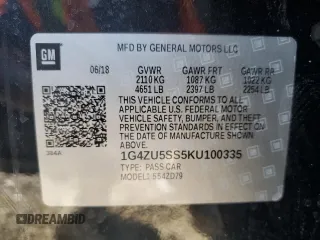 GM
MFD BY GENERAL MOTORS LLC
06/18 GVWR GAWR FRT GAWR RR
2110 KG 1087 KG 1022 KG
4651 LB 2397 LB 2254 LB
THIS VEHICLE CONFORMS TO ALL APPLICABLE U.S. FEDERAL MOTOR VEHICLE SAFETY, BUMPER, AND THEFT PREVENTION STANDARDS IN EFFECT ON THE DATE OF MANUFACTURE SHOWN ABOVE.
1G4ZU5SS5KU100335
TYPE: PASS CAR
MODEL:
DREAMBID